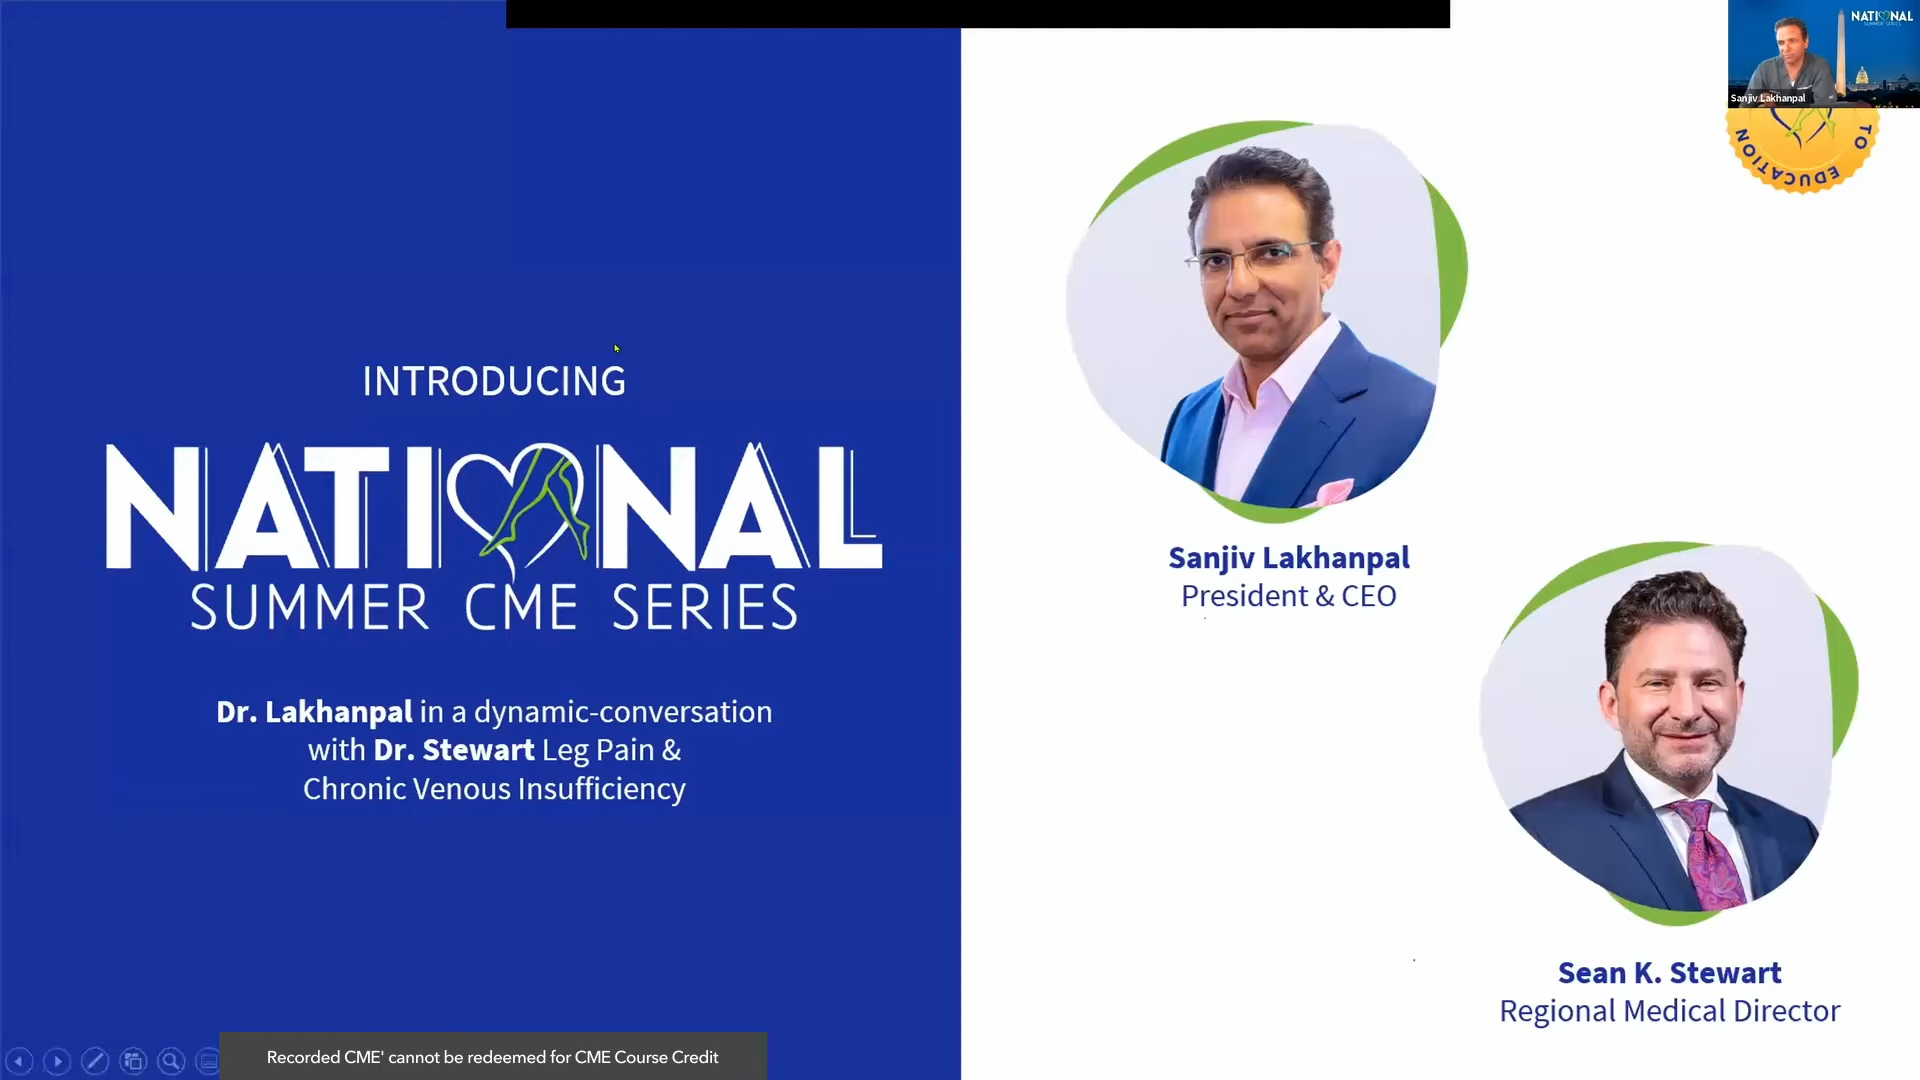 INTRODUCING
NATIONAL
SUMMER CME SERIES
Dr. Lakhanpal in a dynamic-conversation
with Dr. Stewart Leg Pain &
Chronic Venous Insufficiency
Recorded CME' cannot be redeemed for CME Course Credit
NATIONAL
SUMMER SERIES
Sanjiv Lakhanpal
TO EDUCATION
Sanjiv Lakhanpal
President & CEO
Sean K. Stewart
Regional Medical Director